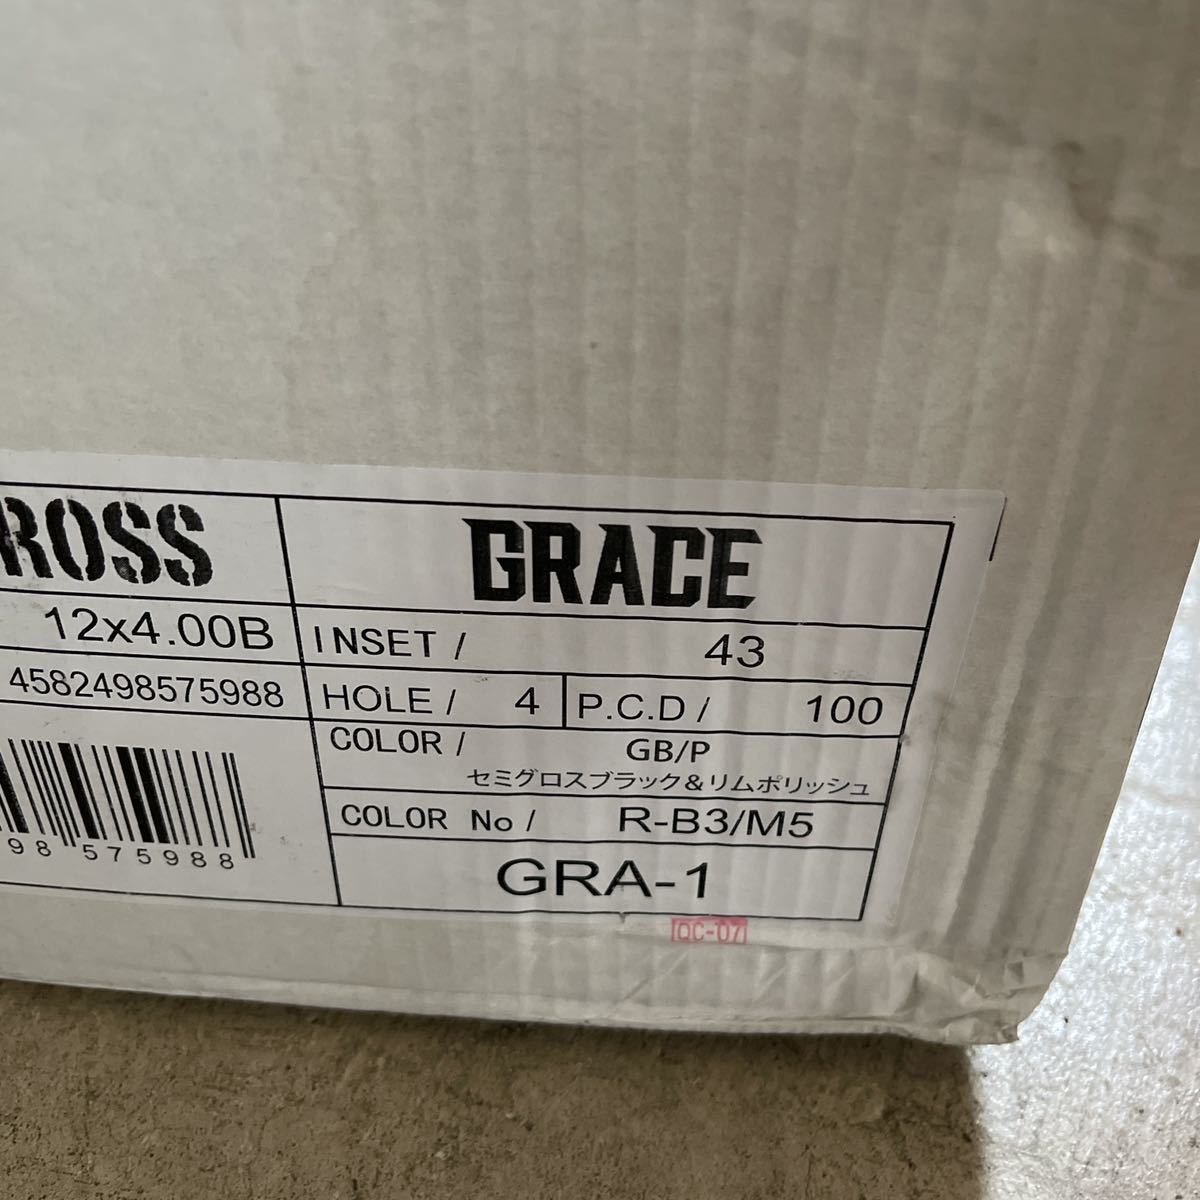 ROSS
GRACE
12x4.00B
INSET / 43
4582498575988
HOLE / 4 P.C.D / 100
COLOR / GB/P
セミグロスブラック＆リムポリッシュ
COLOR No / R-B3/M5
98 575988
GRA-1
QC-07